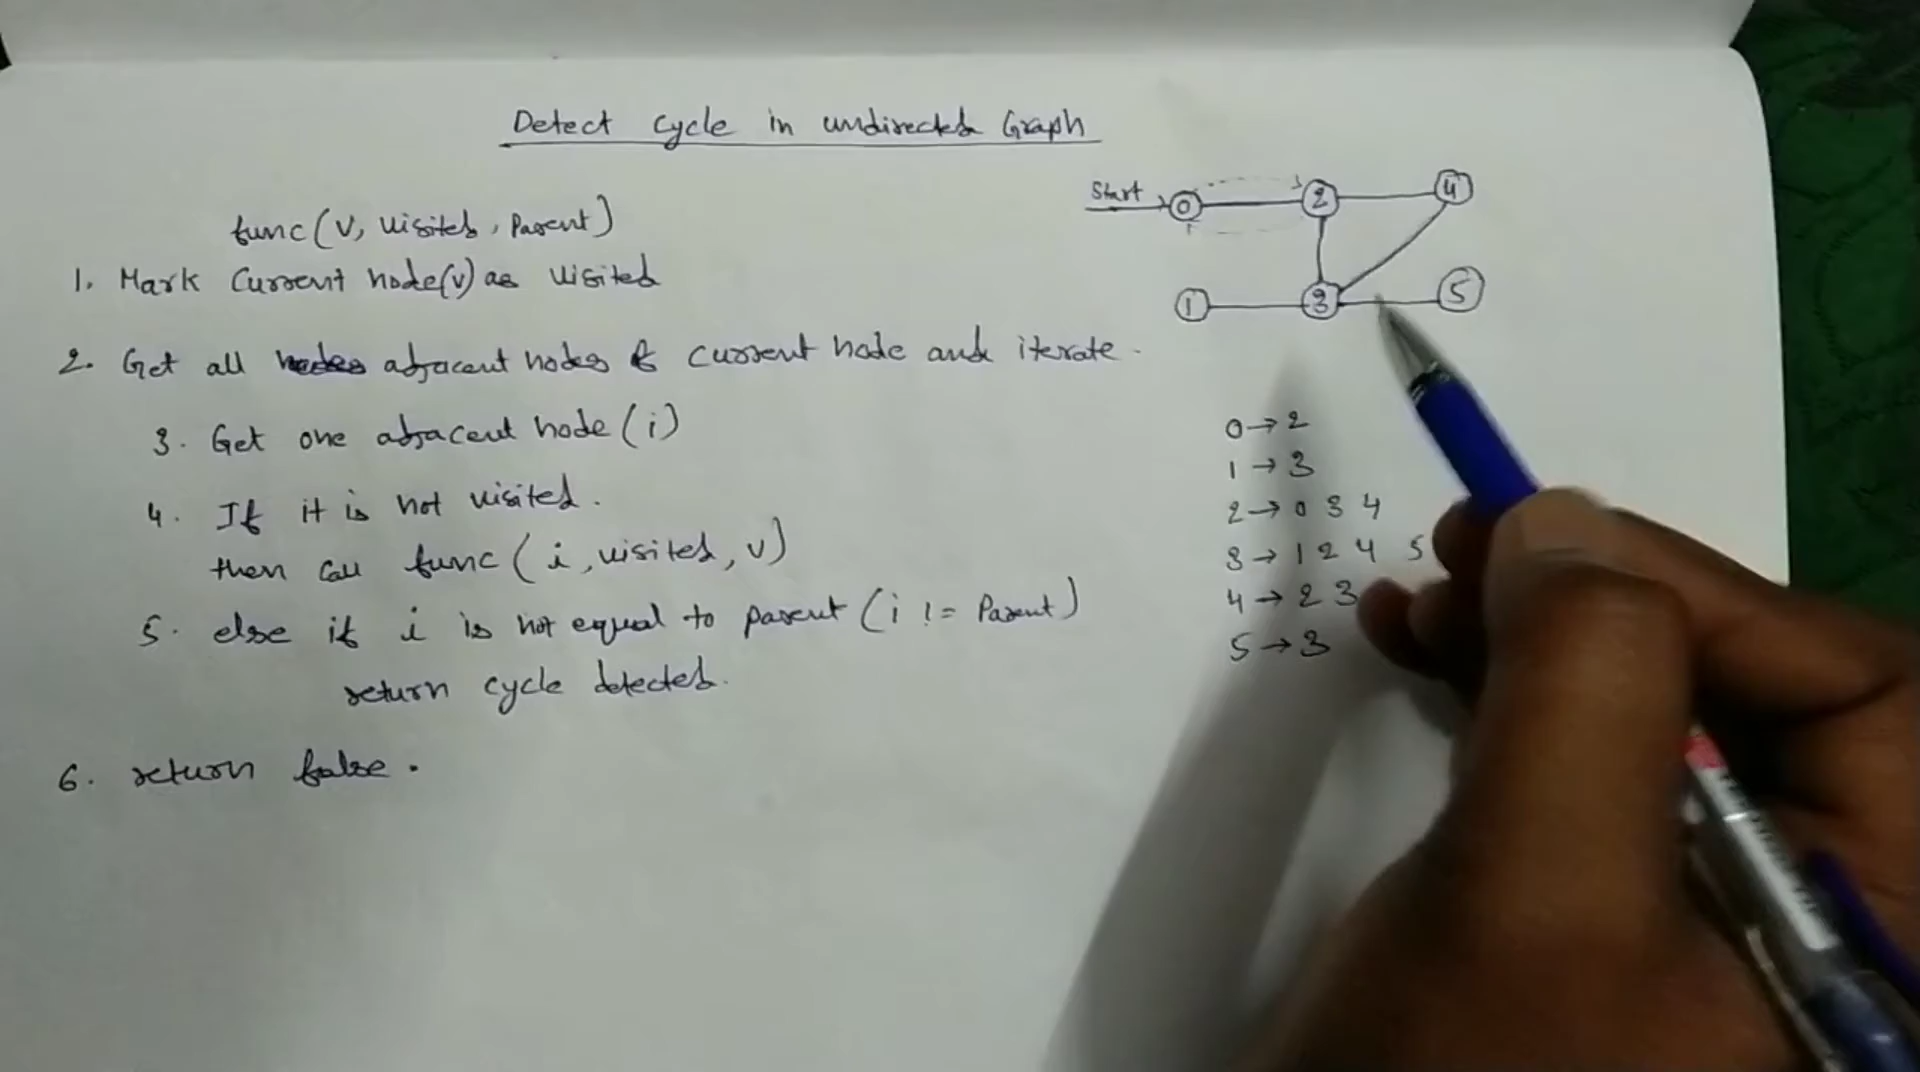 Detect cycle in undirected Graph
func(v, visited, Parent)
1. Mark Current node(v) as visited
2. Get all adjacent nodes of current node and iterate.
3. Get one adjacent node (i)
4. If it is not visited.
then call func(i, visited, v)
5. else if i is not equal to parent (i != Parent)
return cycle detected.
6. return false.
Start 0 2 4
1 3 5
0→2
1→3
2→0 3 4
3→1 2 4 5
4→2 3
5→3